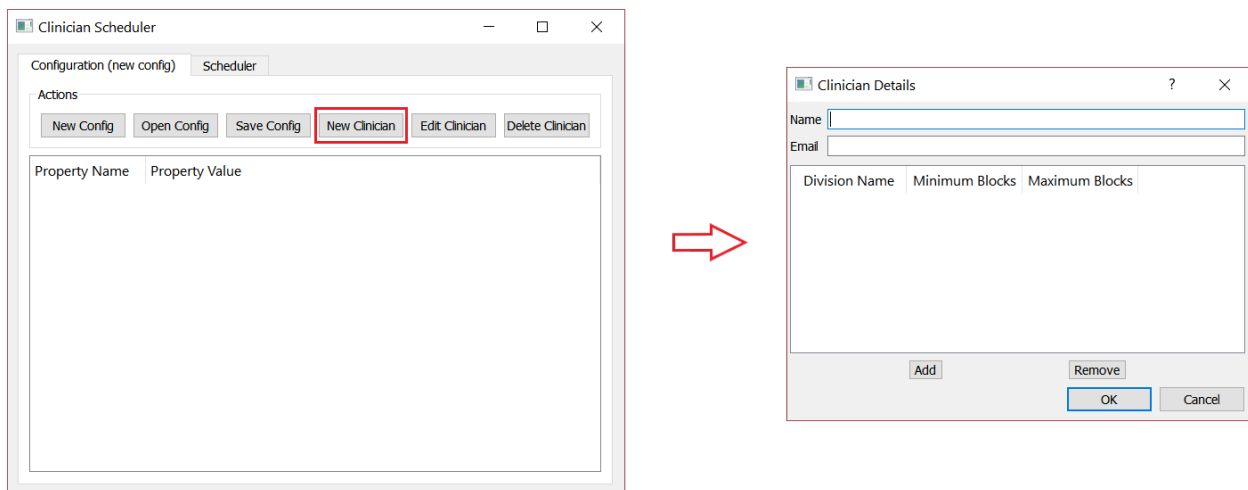 Clinician Scheduler
Configuration (new config) Scheduler
Actions
New Config Open Config Save Config New Clinician Edit Clinician Delete Clinician
Property Name Property Value
Clinician Details ?
Name
Email
Division Name Minimum Blocks Maximum Blocks
Add Remove
OK Cancel